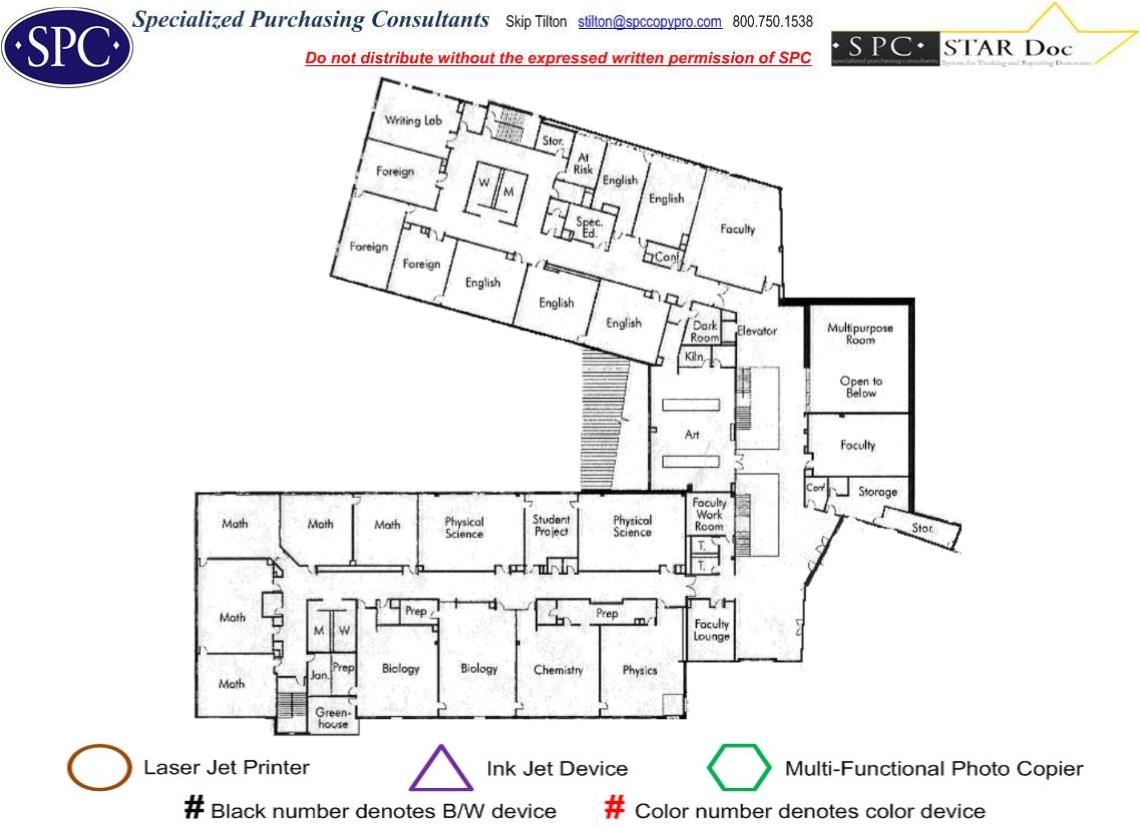 Specialized Purchasing Consultants Skip Tilton stilton@spccopypro.com 800.750.1538
·SPC·
Do not distribute without the expressed written permission of SPC
·SPC· STAR Doc
specialized purchasing consultants System for Tracking and Reporting Documents
Writing Lab
Stor.
At
Risk
Foreign
English
English
W
M
Spec.
Ed.
Faculty
Foreign
Foreign
Conf.
English
English
English
Dark
Room
Elevator
Multipurpose
Room
Kiln
Open to
Below
Art
Faculty
Conf.
Storage
Stor.
Math
Math
Math
Physical
Science
Student
Project
Physical
Science
Faculty
Work
Room
T.
T.
Math
M
W
Prep
Prep
Faculty
Lounge
Math
Jan.
Prep
Biology
Biology
Chemistry
Physics
Green-
house
Laser Jet Printer
Ink Jet Device
Multi-Functional Photo Copier
# Black number denotes B/W device
# Color number denotes color device